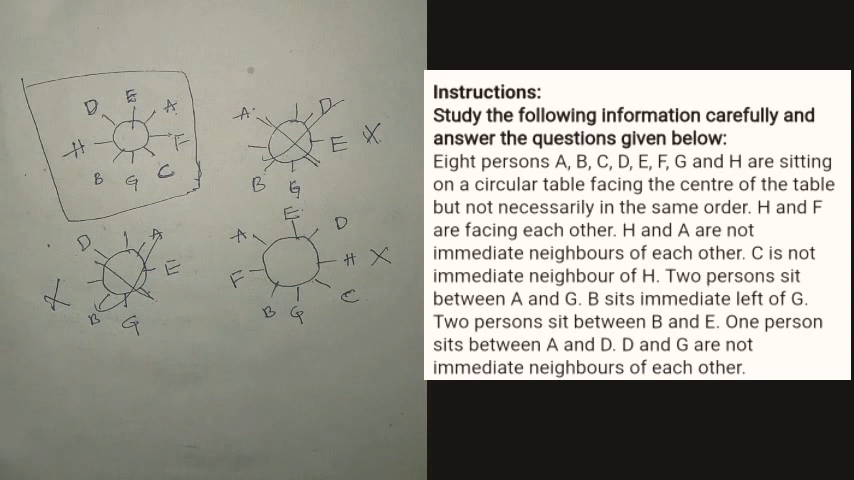 E
D
A
H
F
B
G
C
A
D
E
X
B
G
D
A
E
X
B
G
E
A
D
F
H
X
B
G
C
Instructions:
Study the following information carefully and
answer the questions given below:
Eight persons A, B, C, D, E, F, G and H are sitting
on a circular table facing the centre of the table
but not necessarily in the same order. H and F
are facing each other. H and A are not
immediate neighbours of each other. C is not
immediate neighbour of H. Two persons sit
between A and G. B sits immediate left of G.
Two persons sit between B and E. One person
sits between A and D. D and G are not
immediate neighbours of each other.